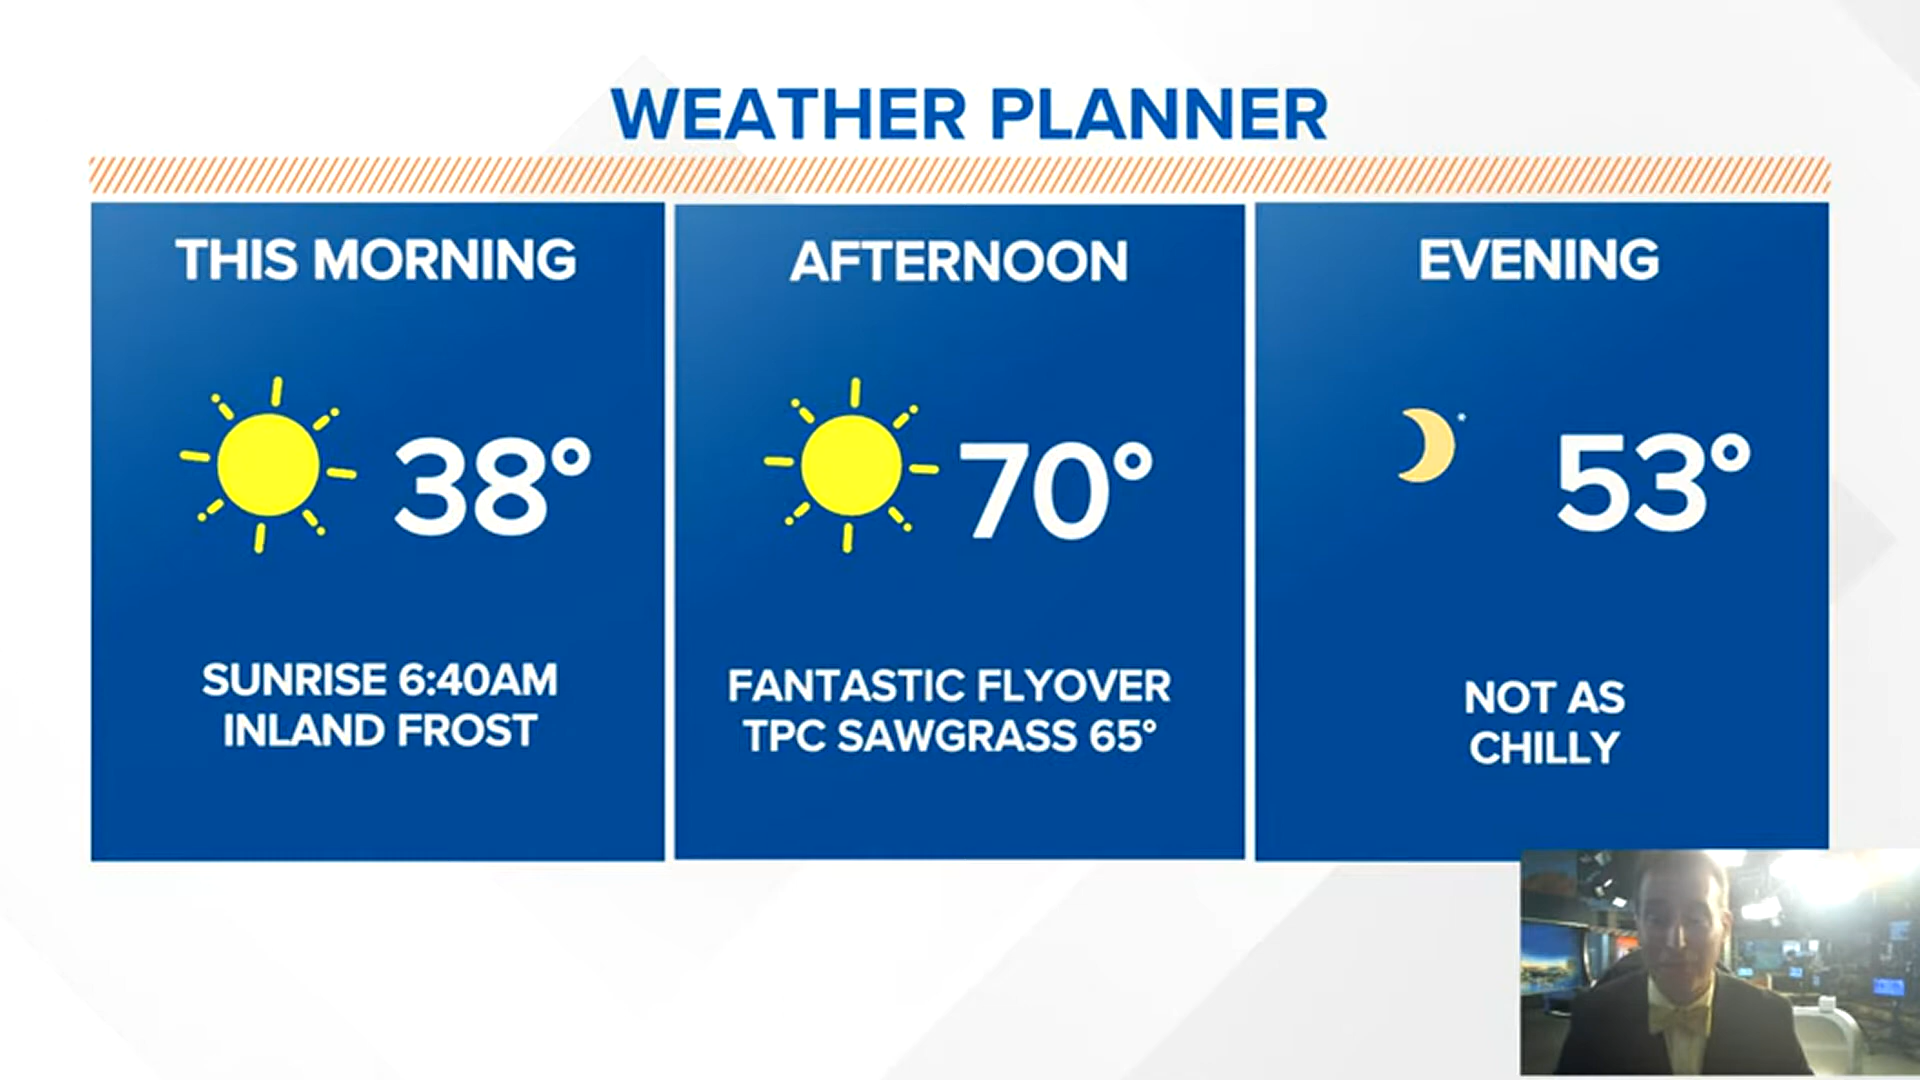 WEATHER PLANNER
THIS MORNING
38°
SUNRISE 6:40AM
INLAND FROST
AFTERNOON
70°
FANTASTIC FLYOVER
TPC SAWGRASS 65°
EVENING
53°
NOT AS
CHILLY